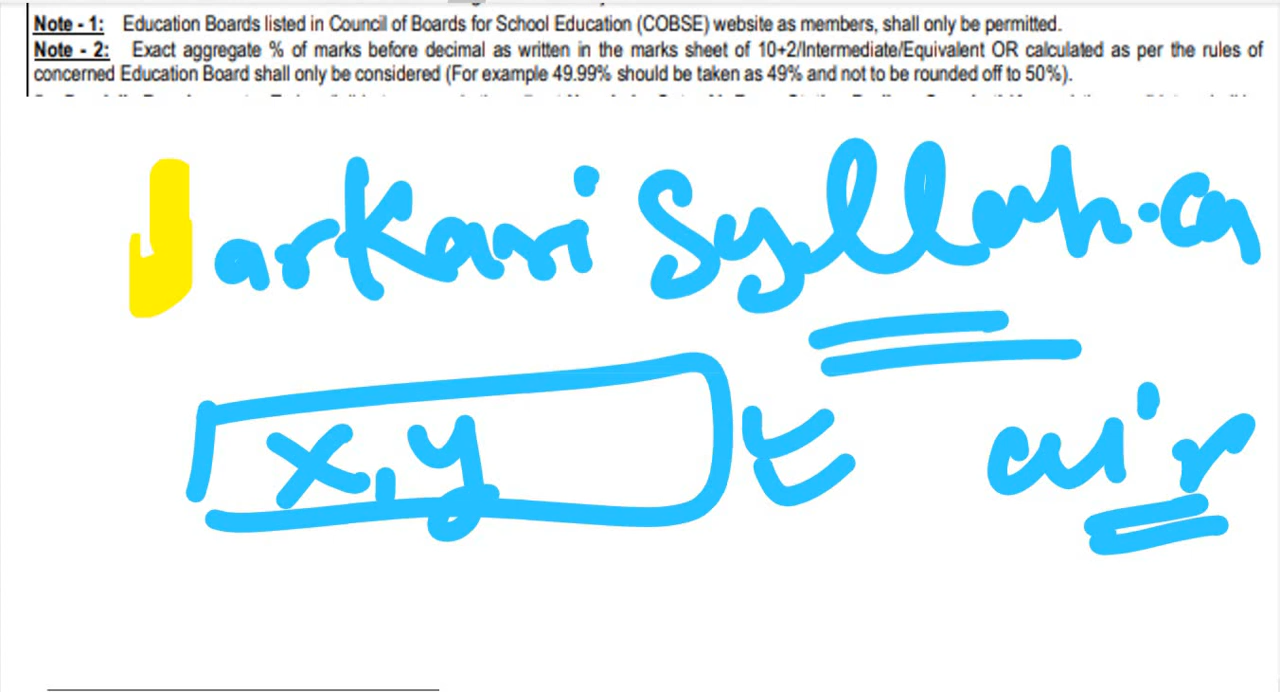 Note - 1: Education Boards listed in Council of Boards for School Education (COBSE) website as members, shall only be permitted.
Note - 2: Exact aggregate % of marks before decimal as written in the marks sheet of 10+2/Intermediate/Equivalent OR calculated as per the rules of
concerned Education Board shall only be considered (For example 49.99% should be taken as 49% and not to be rounded off to 50%).
Sarkari
x,y air